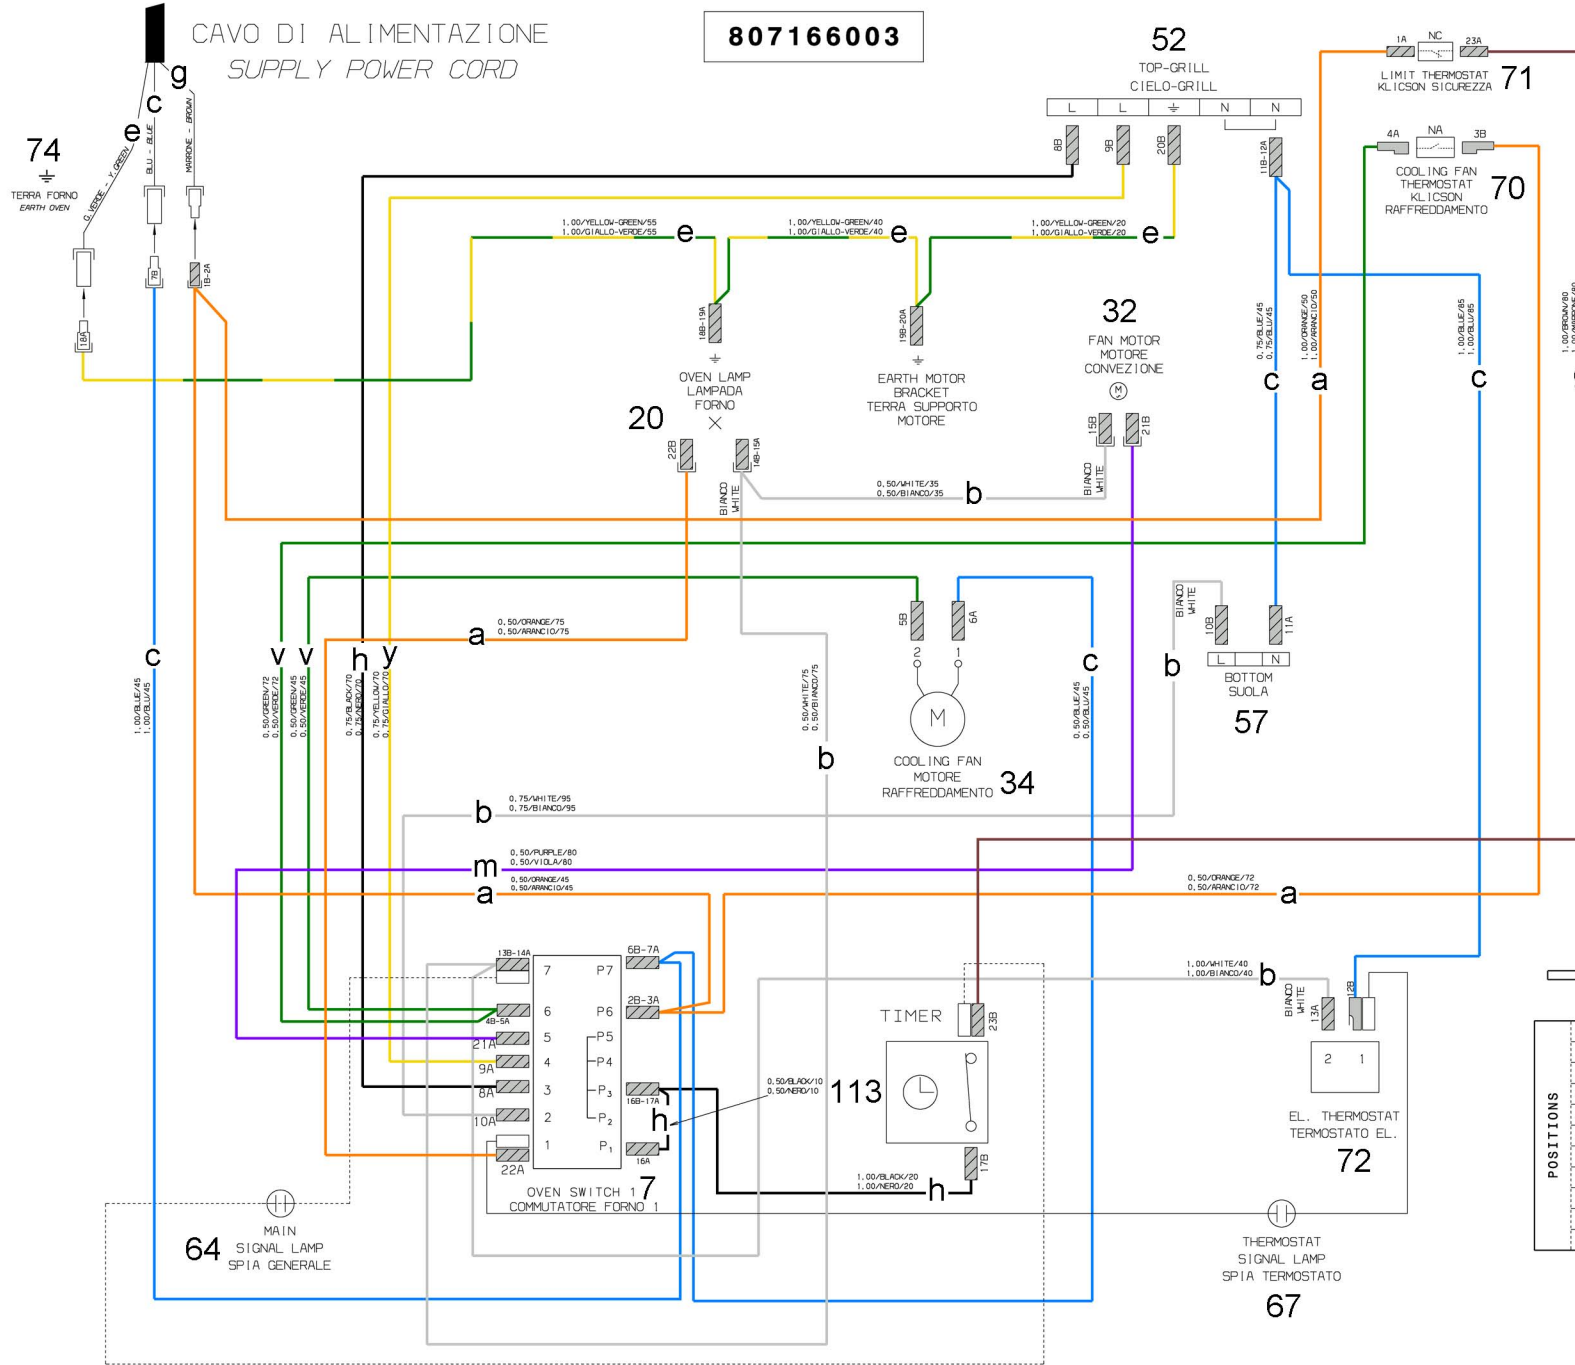 CAVO DI ALIMENTAZIONE
SUPPLY POWER CORD
807166003
g
c
e
74
TERRA FORNO
EARTH OVEN
G. VERDE - Y. GREEN
BLU - BLUE
MARRONE - BROWN
18A
7B
1B-2A
52
TOP-GRILL
CIELO-GRILL
L
L
N
N
8B
9B
20B
11B-12A
1A
NC
23A
LIMIT THERMOSTAT
KLICSON SICUREZZA
71
4A
NA
3B
COOLING FAN
THERMOSTAT
KLICSON
RAFFREDDAMENTO
70
1.00/YELLOW-GREEN/55
1.00/GIALLO-VERDE/55
e
1.00/YELLOW-GREEN/40
1.00/GIALLO-VERDE/40
e
1.00/YELLOW-GREEN/20
1.00/GIALLO-VERDE/20
e
18B-19A
OVEN LAMP
LAMPADA
FORNO
20
22B
14B-15A
BIANCO
WHITE
19B-20A
EARTH MOTOR
BRACKET
TERRA SUPPORTO
MOTORE
32
FAN MOTOR
MOTORE
CONVEZIONE
M
15B
21B
BIANCO
WHITE
0.50/WHITE/35
0.50/BIANCO/35
b
0.75/BLUE/45
0.75/BLU/45
c
1.00/ORANGE/50
1.00/ARANCIO/50
a
1.00/BLUE/85
1.00/BLU/85
c
1.00/BROWN/80
1.00/MARRONE/80
0.50/ORANGE/75
0.50/ARANCIO/75
a
c
1.00/BLUE/45
1.00/BLU/45
v
v
h
y
0.50/GREEN/72
0.50/VERDE/72
0.50/GREEN/45
0.50/VERDE/45
0.75/BLACK/70
0.75/NERO/70
0.75/YELLOW/70
0.75/GIALLO/70
0.50/WHITE/75
0.50/BIANCO/75
b
5B
6A
2
1
M
COOLING FAN
MOTORE
RAFFREDDAMENTO
34
c
0.50/BLUE/45
0.50/BLU/45
BIANCO
WHITE
b
10B
11A
L
N
BOTTOM
SUOLA
57
b
0.75/WHITE/95
0.75/BIANCO/95
m
0.50/PURPLE/80
0.50/VIOLA/80
a
0.50/ORANGE/45
0.50/ARANCIO/45
0.50/ORANGE/72
0.50/ARANCIO/72
a
13B-14A
6B-7A
7
P7
6
P6
4B-5A
2B-3A
5
P5
21A
4
P4
9A
3
P3
8A
16B-17A
2
P2
10A
1
P1
22A
16A
h
0.50/BLACK/10
0.50/NERO/10
OVEN SWITCH 1
COMMUTATORE FORNO 1
7
TIMER
23B
113
17B
1.00/BLACK/20
1.00/NERO/20
h
1.00/WHITE/40
1.00/BIANCO/40
b
BIANCO
WHITE
13A
12B
2
1
EL. THERMOSTAT
TERMOSTATO EL.
72
MAIN
SIGNAL LAMP
SPIA GENERALE
64
THERMOSTAT
SIGNAL LAMP
SPIA TERMOSTATO
67
POSITIONS